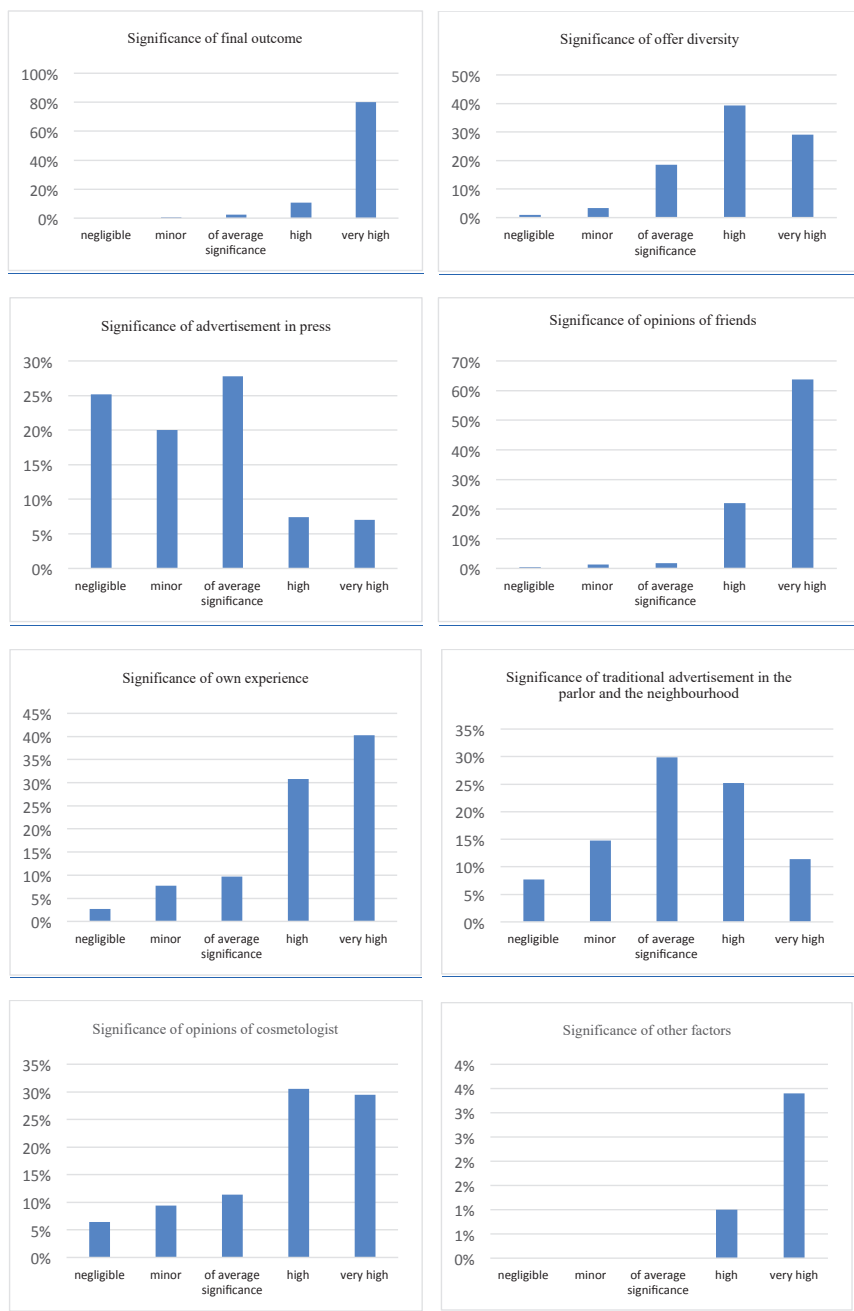 Significance of final outcome
100%
80%
60%
40%
20%
0%
negligible minor of average high very high
significance
Significance of offer diversity
50%
40%
30%
20%
10%
0%
negligible minor of average high very high
significance
Significance of advertisement in press
30%
25%
20%
15%
10%
5%
0%
negligible minor of average high very high
significance
Significance of opinions of friends
70%
60%
50%
40%
30%
20%
10%
0%
negligible minor of average high very high
significance
Significance of own experience
45%
40%
35%
30%
25%
20%
15%
10%
5%
0%
negligible minor of average high very high
significance
Significance of traditional advertisement in the
parlor and the neighbourhood
35%
30%
25%
20%
15%
10%
5%
0%
negligible minor of average high very high
significance
Significance of opinions of cosmetologist
35%
30%
25%
20%
15%
10%
5%
0%
negligible minor of average high very high
significance
Significance of other factors
4%
4%
3%
3%
2%
2%
1%
1%
0%
negligible minor of average high very high
significance